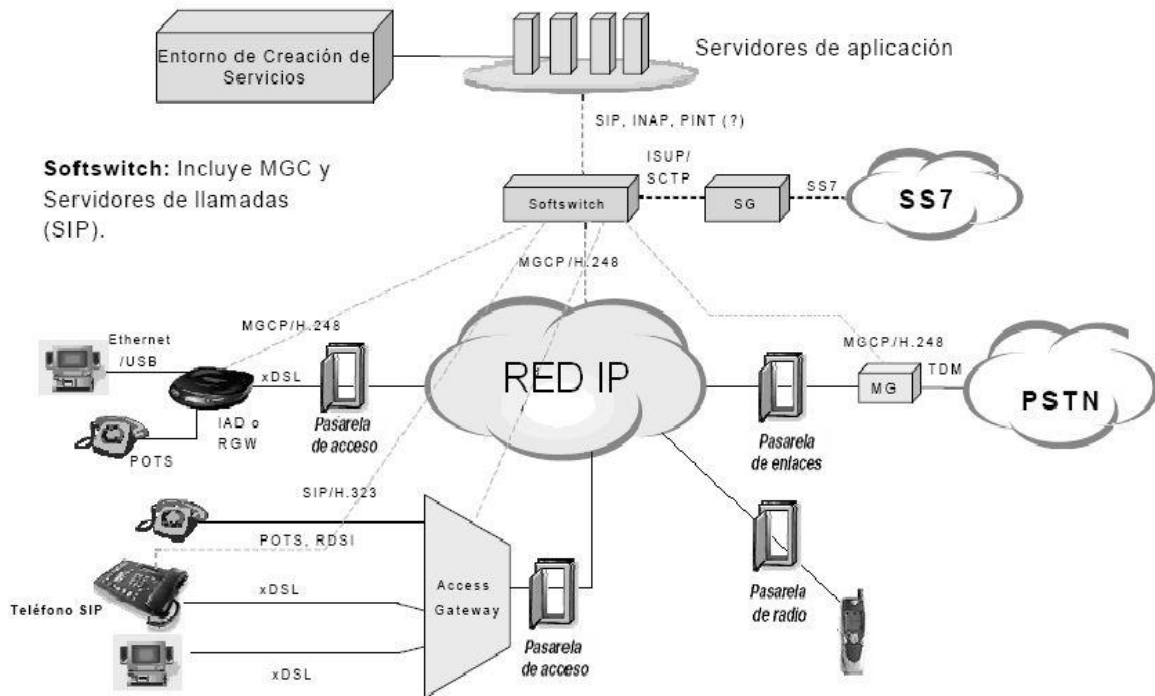 Entorno de Creación de
Servicios
Servidores de aplicación
SIP, INAP, PINT (?)
Softswitch: Incluye MGC y
Servidores de llamadas
(SIP).
ISUP/
SCTP
Softswitch
SG
SS7
SS7
MGCP/H.248
MGCP/H.248
Ethernet
/USB
xDSL
RED IP
MGCP/H.248
TDM
MG
PSTN
IAD o
RGW
POTS
Pasarela
de acceso
Pasarela
de enlaces
SIP/H.323
POTS, RDSI
xDSL
Access
Gateway
Teléfono SIP
xDSL
Pasarela
de acceso
Pasarela
de radio